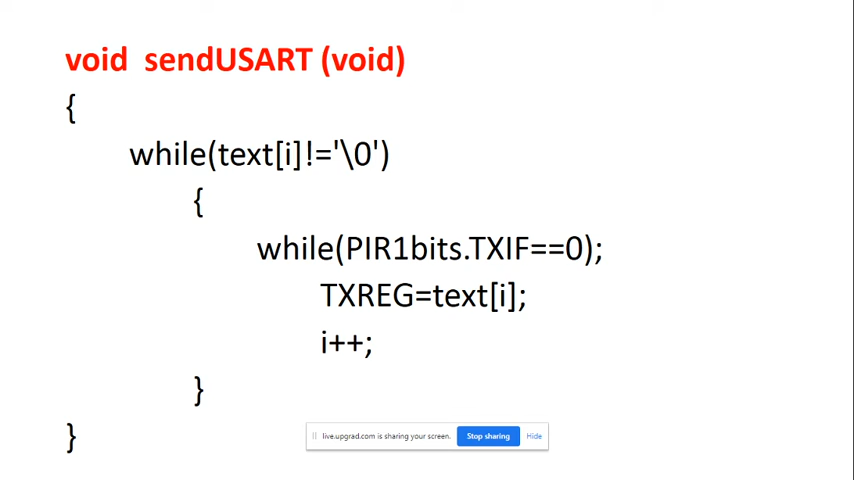 void sendUSART (void)
{
while(text[i]!='\0')
{
while(PIR1bits.TXIF==0);
TXREG=text[i];
i++;
}
}
live.upgrad.com is sharing your screen. Stop sharing Hide